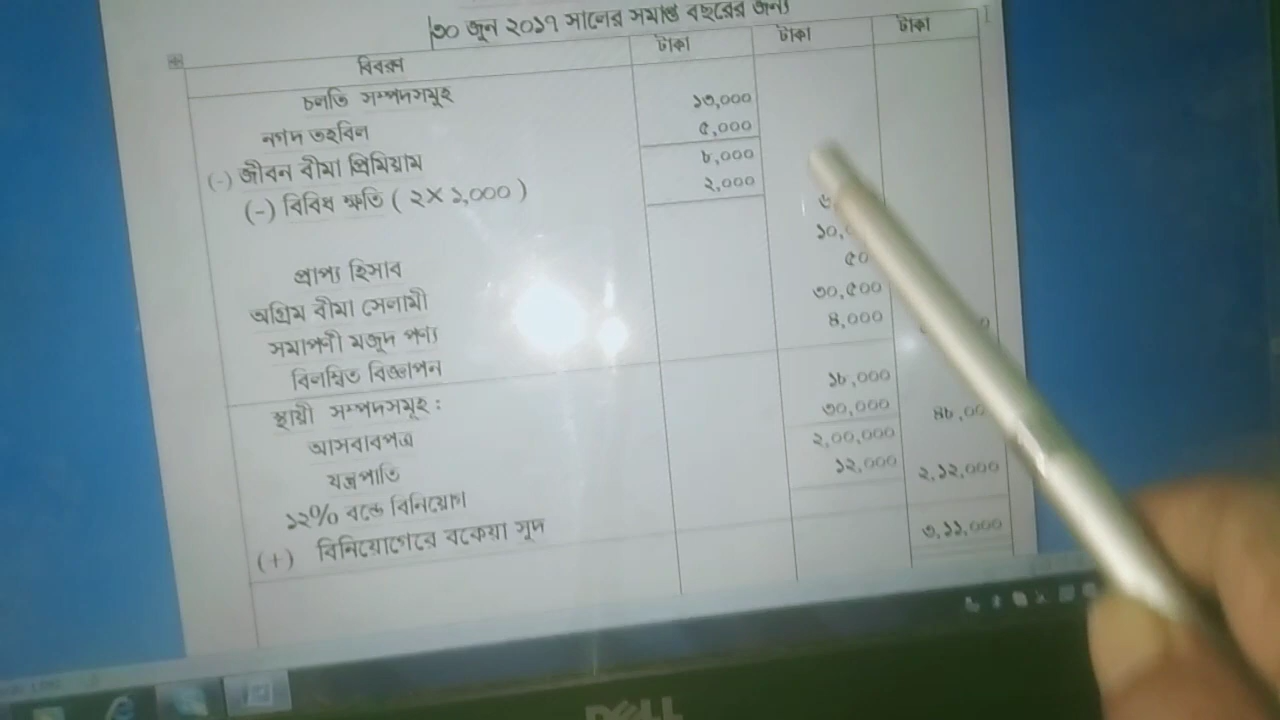 ৩০ জুন ২০১৭ সালের সমাপ্ত বছরের জন্য
বিবরণ টাকা টাকা টাকা
চলতি সম্পদসমূহ
নগদ তহবিল ১৩,০০০
(-) জীবন বীমা প্রিমিয়াম ৫,০০০
৮,০০০
(-) বিবিধ ক্ষতি ( ২X ১,০০০ ) ২,০০০
প্রাপ্য হিসাব
অগ্রিম বীমা সেলামী
সমাপণী মজুদ পণ্য ৩০,৫০০
বিলম্বিত বিজ্ঞাপন ৪,০০০
স্থায়ী সম্পদসমূহ :
আসবাবপত্র ১৮,০০০
যন্ত্রপাতি ৩০,০০০
১২% বন্ডে বিনিয়োগ ২,০০,০০০
(+) বিনিয়োগেরে বকেয়া সুদ ১২,০০০ ২,১২,০০০
৩,১১,০০০
DELL